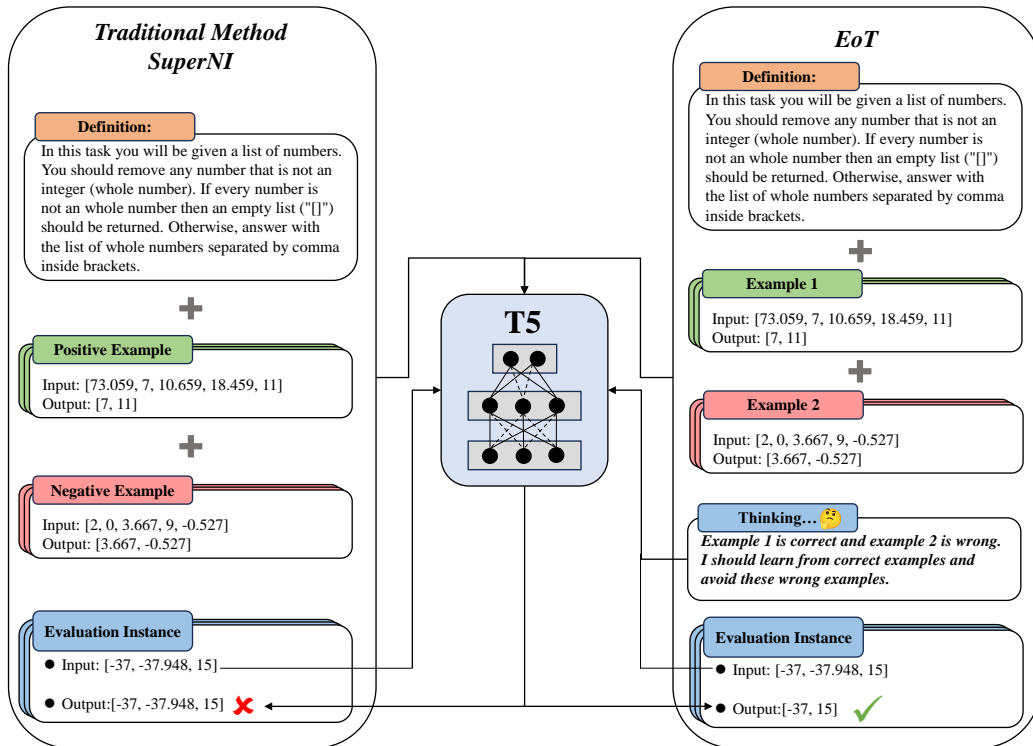 Traditional Method
SuperNI
Definition:
In this task you will be given a list of numbers.
You should remove any number that is not an
integer (whole number). If every number is
not an whole number then an empty list ("[]")
should be returned. Otherwise, answer with
the list of whole numbers separated by comma
inside brackets.
Positive Example
Input: [73.059, 7, 10.659, 18.459, 11]
Output: [7, 11]
Negative Example
Input: [2, 0, 3.667, 9, -0.527]
Output: [3.667, -0.527]
Evaluation Instance
Input: [-37, -37.948, 15]
Output:[-37, -37.948, 15]
T5
EoT
Definition:
In this task you will be given a list of numbers.
You should remove any number that is not an
integer (whole number). If every number is
not an whole number then an empty list ("[]")
should be returned. Otherwise, answer with
the list of whole numbers separated by comma
inside brackets.
Example 1
Input: [73.059, 7, 10.659, 18.459, 11]
Output: [7, 11]
Example 2
Input: [2, 0, 3.667, 9, -0.527]
Output: [3.667, -0.527]
Thinking…
Example 1 is correct and example 2 is wrong.
I should learn from correct examples and
avoid these wrong examples.
Evaluation Instance
Input: [-37, -37.948, 15]
Output:[-37, 15]